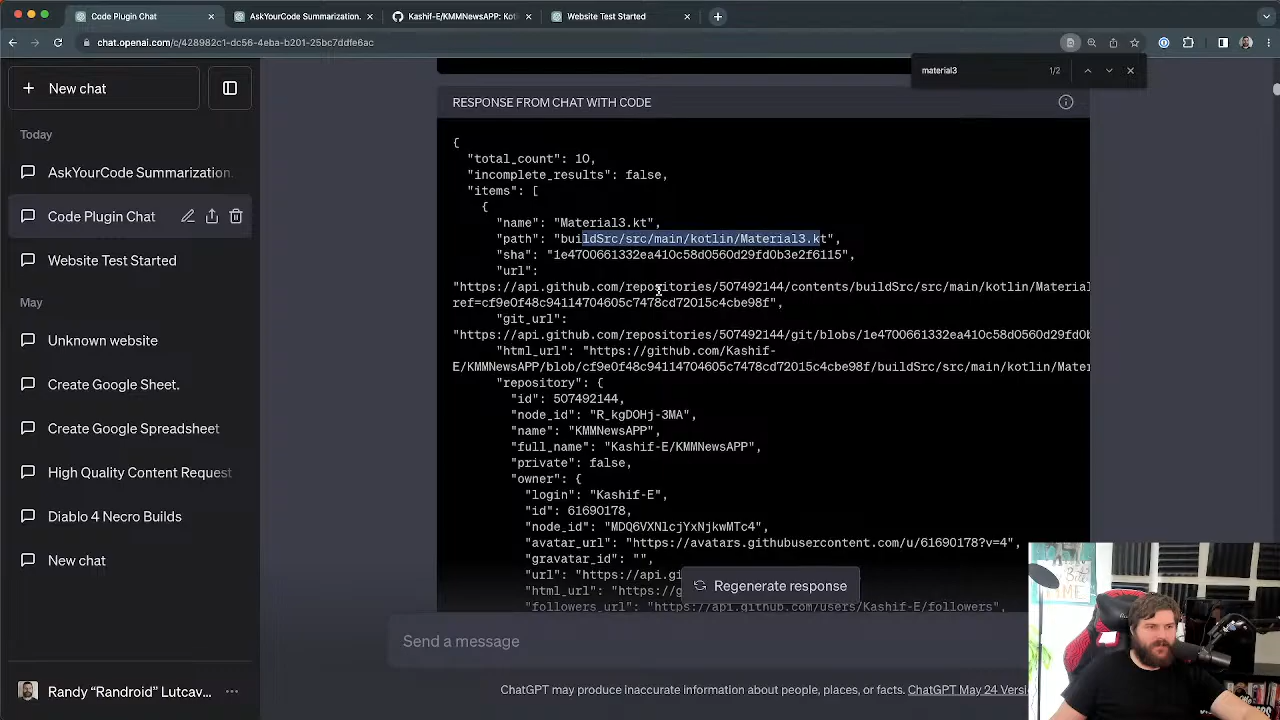 Code Plugin Chat
AskYourCode Summarization.
Kashif-E/KMMNewsAPP: Kot
Website Test Started
chat.openai.com/c/428982c1-dc56-4eba-b201-25bc7ddfe6ac
material3
1/2
New chat
Today
AskYourCode Summarization.
Code Plugin Chat
Website Test Started
May
Unknown website
Create Google Sheet.
Create Google Spreadsheet
High Quality Content Request
Diablo 4 Necro Builds
New chat
Randy “Randroid” Lutcav...
RESPONSE FROM CHAT WITH CODE
{
"total_count": 10,
"incomplete_results": false,
"items": [
{
"name": "Material3.kt",
"path": "buildSrc/src/main/kotlin/Material3.kt",
"sha": "1e4700661332ea410c58d0560d29fd0b3e2f6115",
"url":
"https://api.github.com/repositories/507492144/contents/buildSrc/src/main/kotlin/Material
ref=cf9e0f48c94114704605c7478cd72015c4cbe98f",
"git_url":
"https://api.github.com/repositories/507492144/git/blobs/1e4700661332ea410c58d0560d29fd0b
"html_url": "https://github.com/Kashif-
E/KMMNewsAPP/blob/cf9e0f48c94114704605c7478cd72015c4cbe98f/buildSrc/src/main/kotlin/Mater
"repository": {
"id": 507492144,
"node_id": "R_kgDOHj-3MA",
"name": "KMMNewsAPP",
"full_name": "Kashif-E/KMMNewsAPP",
"private": false,
"owner": {
"login": "Kashif-E",
"id": 61690178,
"node_id": "MDQ6VXNlcjYxNjkwMTc4",
"avatar_url": "https://avatars.githubusercontent.com/u/61690178?v=4",
"gravatar_id": "",
"url": "https://api.gi
"html_url": "https://g
"followers_url": "https://api.github.com/users/Kashif-E/followers",
Regenerate response
Send a message
ChatGPT may produce inaccurate information about people, places, or facts. ChatGPT May 24 Versi